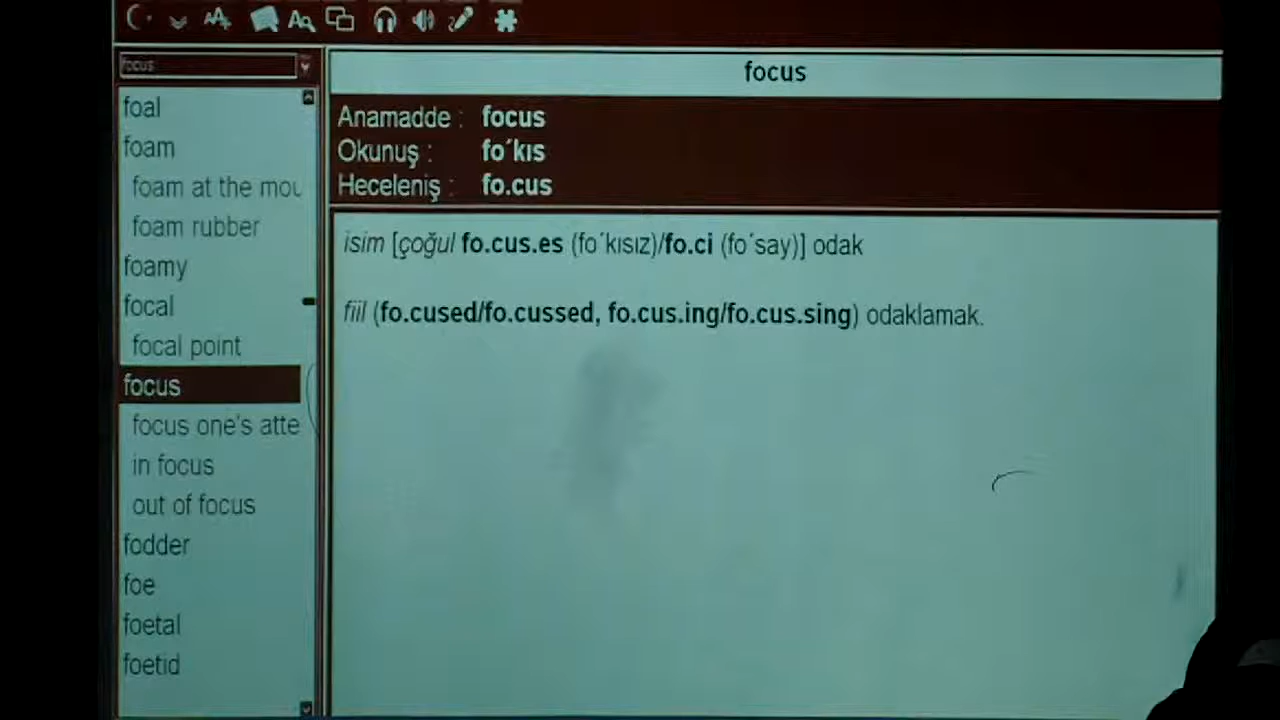 focus
foal
foam
foam at the mou
foam rubber
foamy
focal
focal point
focus
focus one's atte
in focus
out of focus
fodder
foe
foetal
foetid
focus
Anamadde : focus
Okunuş : fo´kıs
Heceleniş : fo.cus
isim [çoğul fo.cus.es (fo´kısız)/fo.ci (fo´say)] odak
fiil (fo.cused/fo.cussed, fo.cus.ing/fo.cus.sing) odaklamak.